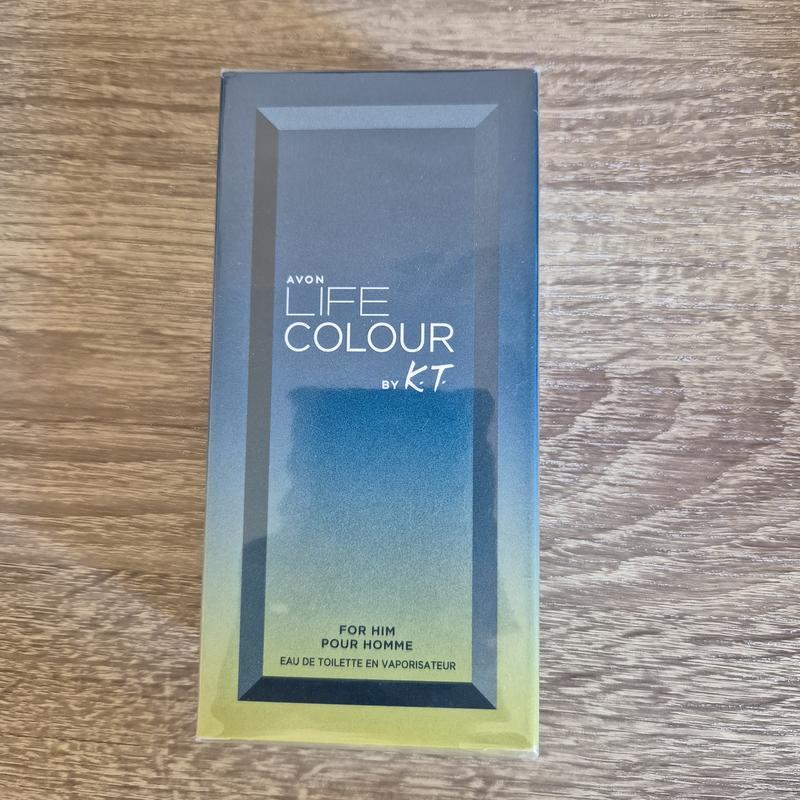 AVON
LIFE
COLOUR
BY K.T.
FOR HIM
POUR HOMME
EAU DE TOILETTE EN VAPORISATEUR